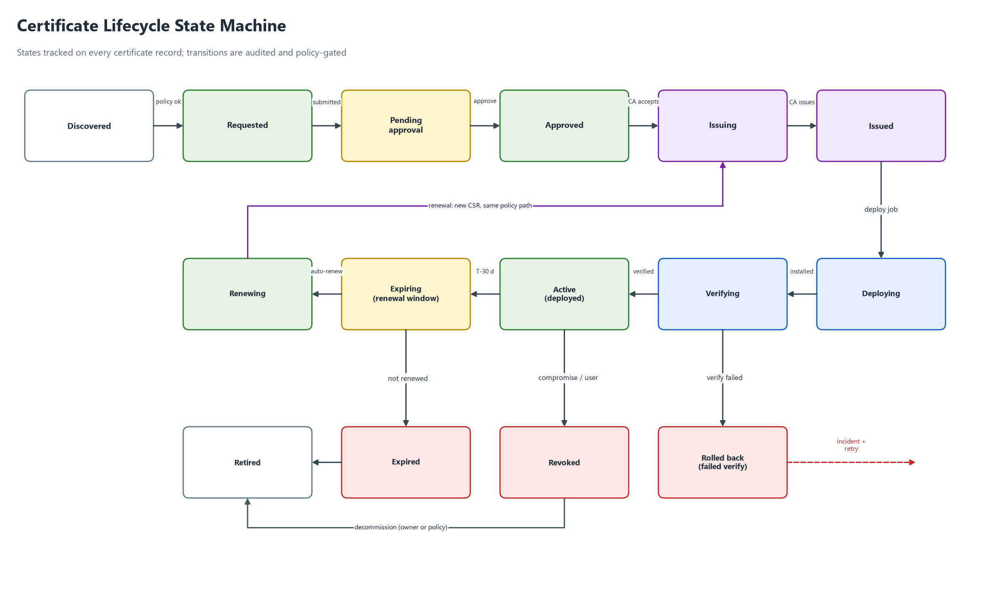 Certificate Lifecycle State Machine
States tracked on every certificate record; transitions are audited and policy-gated
Discovered
policy ok
Requested
submitted
Pending
approval
approve
Approved
CA accepts
Issuing
CA issues
Issued
renewal: new CSR, same policy path
deploy job
Renewing
auto-renew
Expiring
(renewal window)
T-30 d
Active
(deployed)
verified
Verifying
installed
Deploying
not renewed
compromise / user
verify failed
Retired
Expired
Revoked
Rolled back
(failed verify)
incident +
retry
decommission (owner or policy)